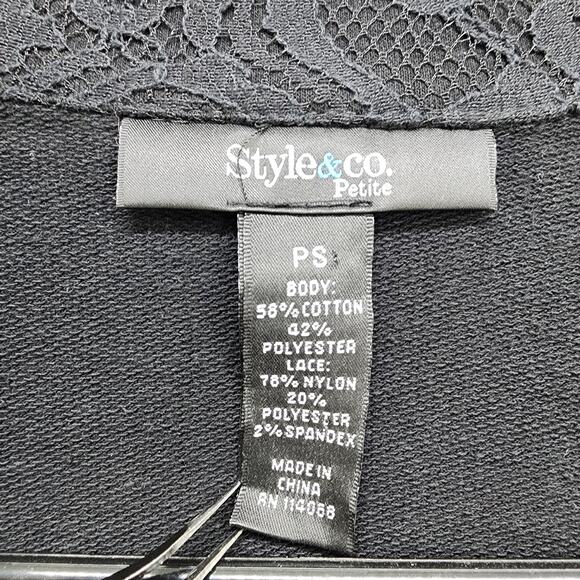 Style&co.
Petite
PS
BODY:
58% COTTON
42%
POLYESTER
LACE:
78% NYLON
20%
POLYESTER
2% SPANDEX
MADE IN
CHINA
RN 114068